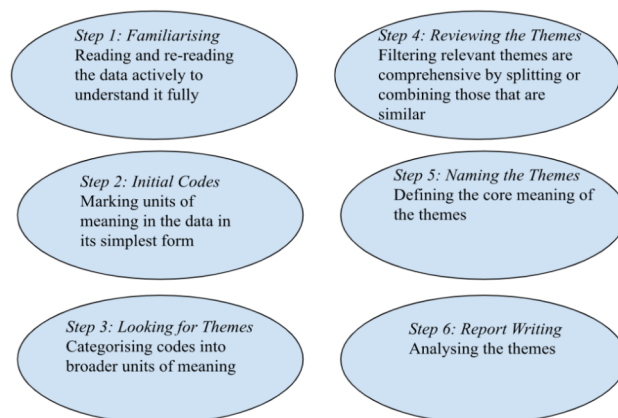 Step 1: Familiarising
Reading and re-reading
the data actively to
understand it fully
Step 2: Initial Codes
Marking units of
meaning in the data in
its simplest form
Step 3: Looking for Themes
Categorising codes into
broader units of meaning
Step 4: Reviewing the Themes
Filtering relevant themes are
comprehensive by splitting or
combining those that are
similar
Step 5: Naming the Themes
Defining the core meaning of
the themes
Step 6: Report Writing
Analysing the themes